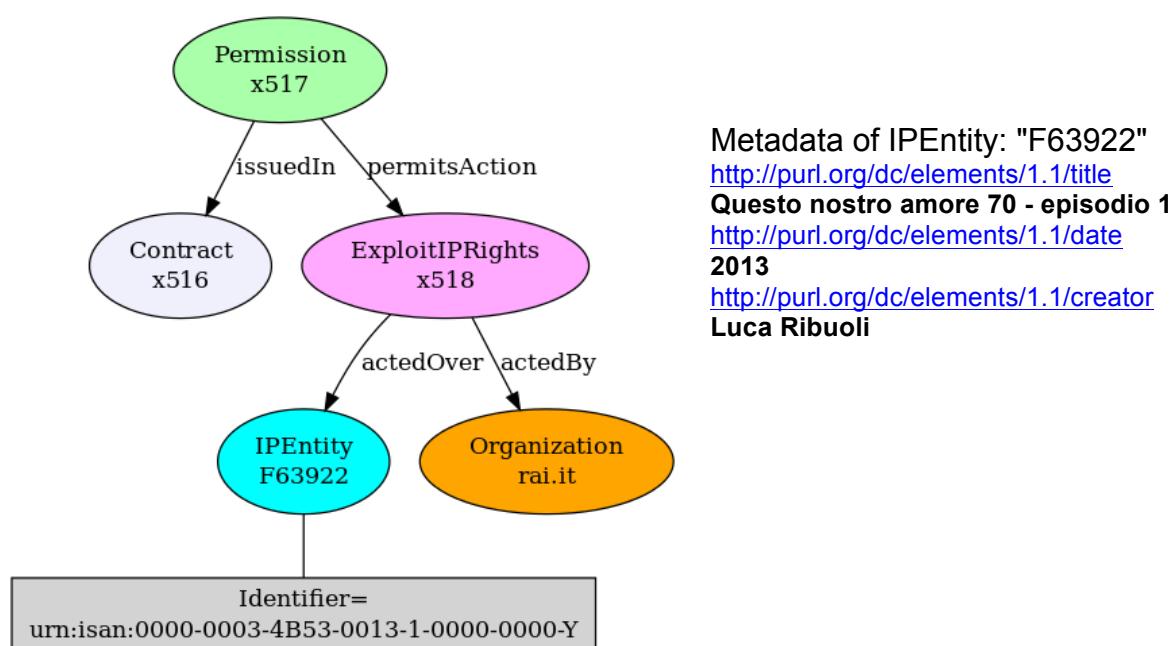 Permission
x517
issuedIn
permitsAction
Contract
x516
ExploitIPRights
x518
actedOver
actedBy
IPEntity
F63922
Organization
rai.it
Identifier=
urn:isan:0000-0003-4B53-0013-1-0000-0000-Y
Metadata of IPEntity: "F63922"
http://purl.org/dc/elements/1.1/title
Questo nostro amore 70 - episodio 1
http://purl.org/dc/elements/1.1/date
2013
http://purl.org/dc/elements/1.1/creator
Luca Ribuoli